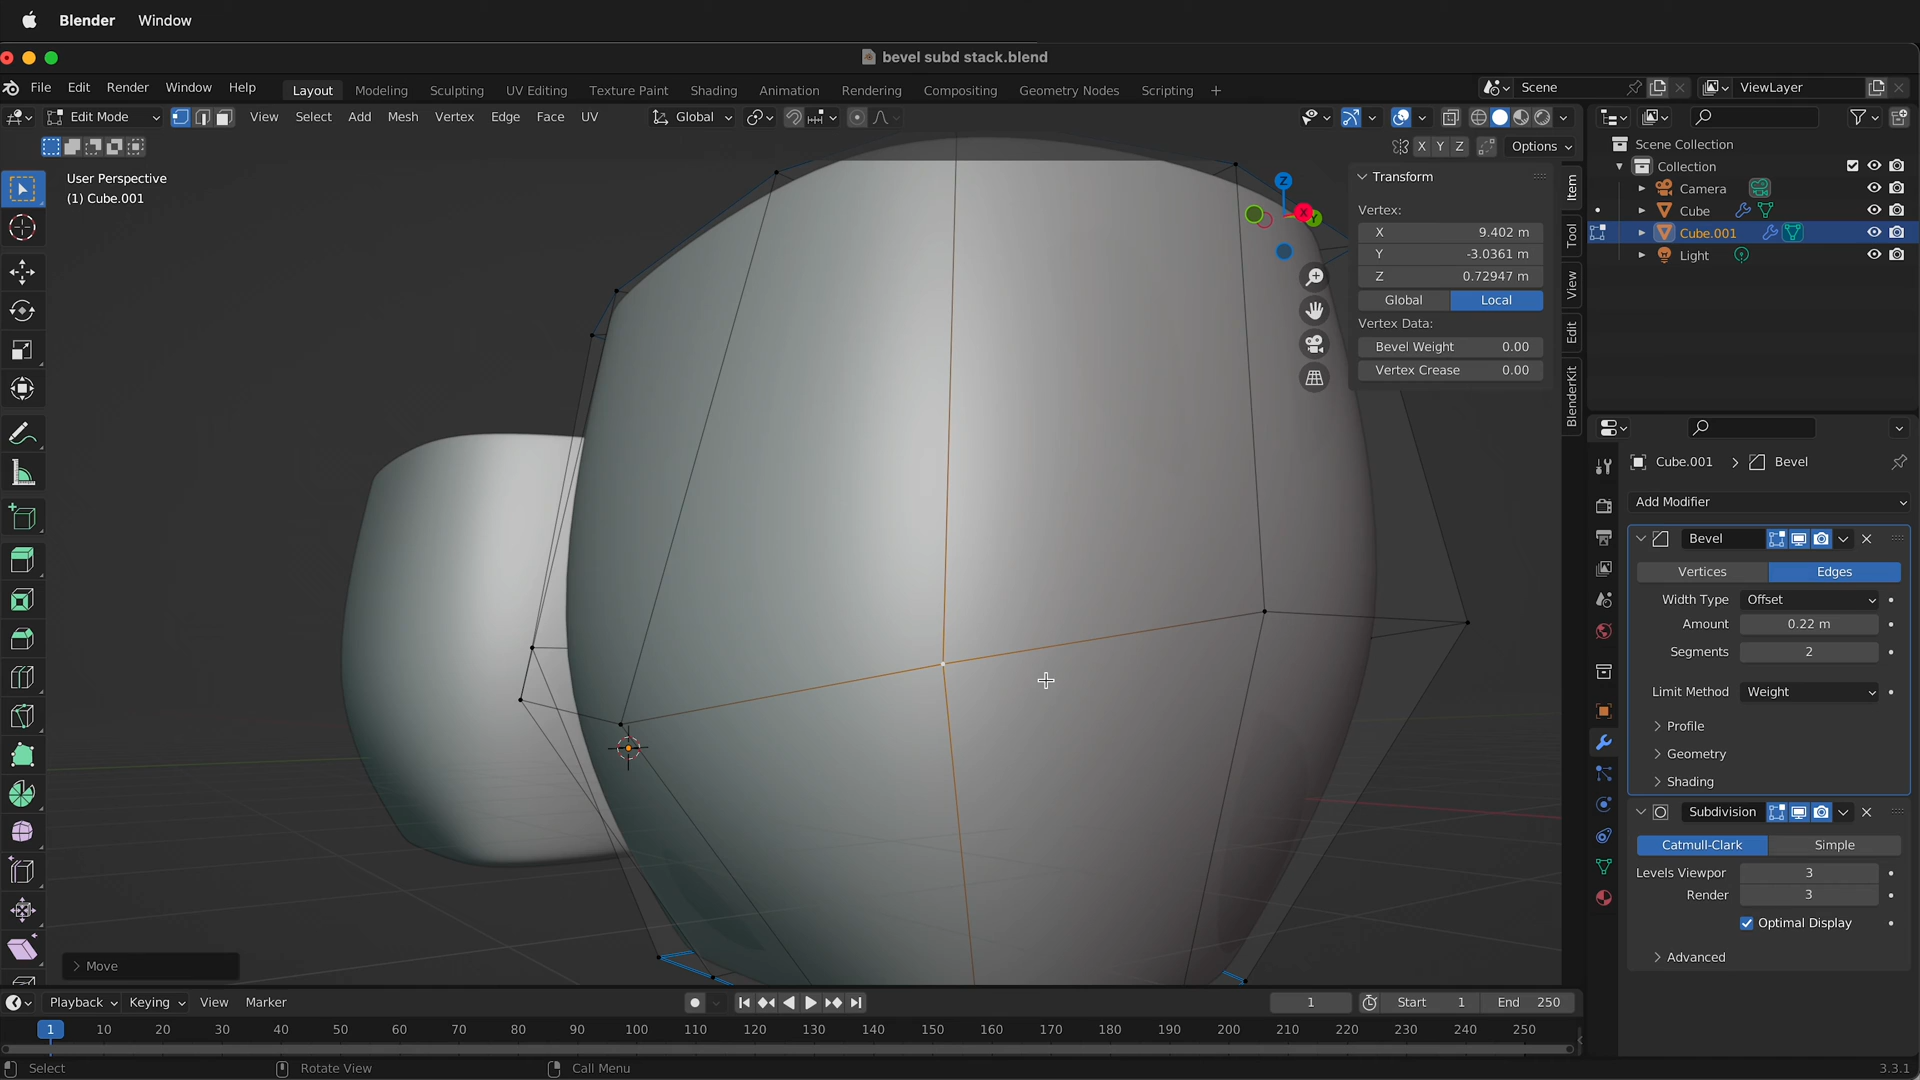 Blender Window
bevel subd stack.blend
File Edit Render Window Help Layout Modeling Sculpting UV Editing Texture Paint Shading Animation Rendering Compositing Geometry Nodes Scripting + Scene ViewLayer
Edit Mode View Select Add Mesh Vertex Edge Face UV Global
X Y Z Options
User Perspective
(1) Cube.001
Z
X
Y
Transform
Vertex:
X 9.402 m
Y -3.0361 m
Z 0.72947 m
Global Local
Vertex Data:
Bevel Weight 0.00
Vertex Crease 0.00
Item
Tool
View
Edit
BlenderKit
Scene Collection
Collection
Camera
Cube
Cube.001
Light
Cube.001 > Bevel
Add Modifier
Bevel
Vertices Edges
Width Type Offset
Amount 0.22 m
Segments 2
Limit Method Weight
Profile
Geometry
Shading
Subdivision
Catmull-Clark Simple
Levels Viewpor 3
Render 3
Optimal Display
Advanced
Move
Playback Keying View Marker 1 Start 1 End 250
1 10 20 30 40 50 60 70 80 90 100 110 120 130 140 150 160 170 180 190 200 210 220 230 240 250
Select Rotate View Call Menu 3.3.1